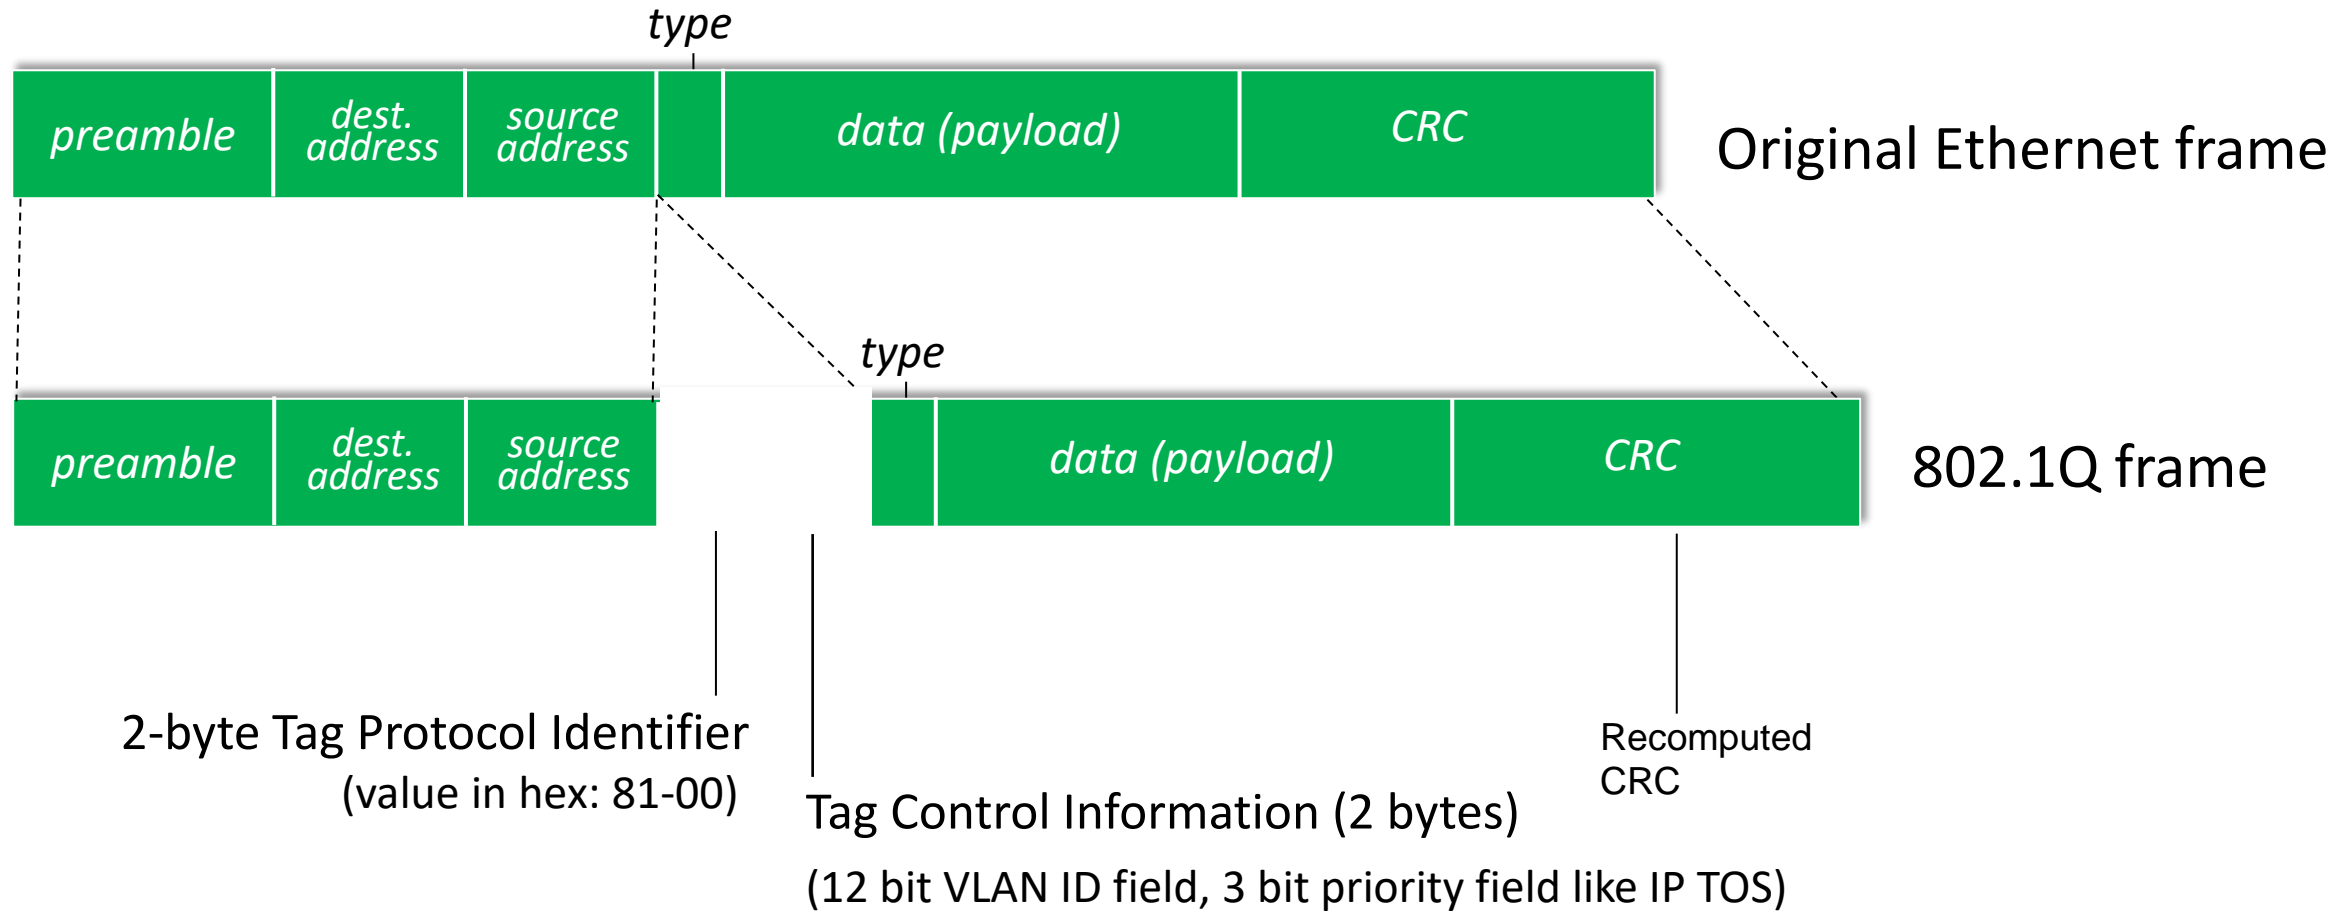 type
preamble
dest.
address
source
address
data (payload)
CRC
Original Ethernet frame
type
preamble
dest.
address
source
address
data (payload)
CRC
802.1Q frame
2-byte Tag Protocol Identifier
(value in hex: 81-00)
Tag Control Information (2 bytes)
(12 bit VLAN ID field, 3 bit priority field like IP TOS)
Recomputed
CRC